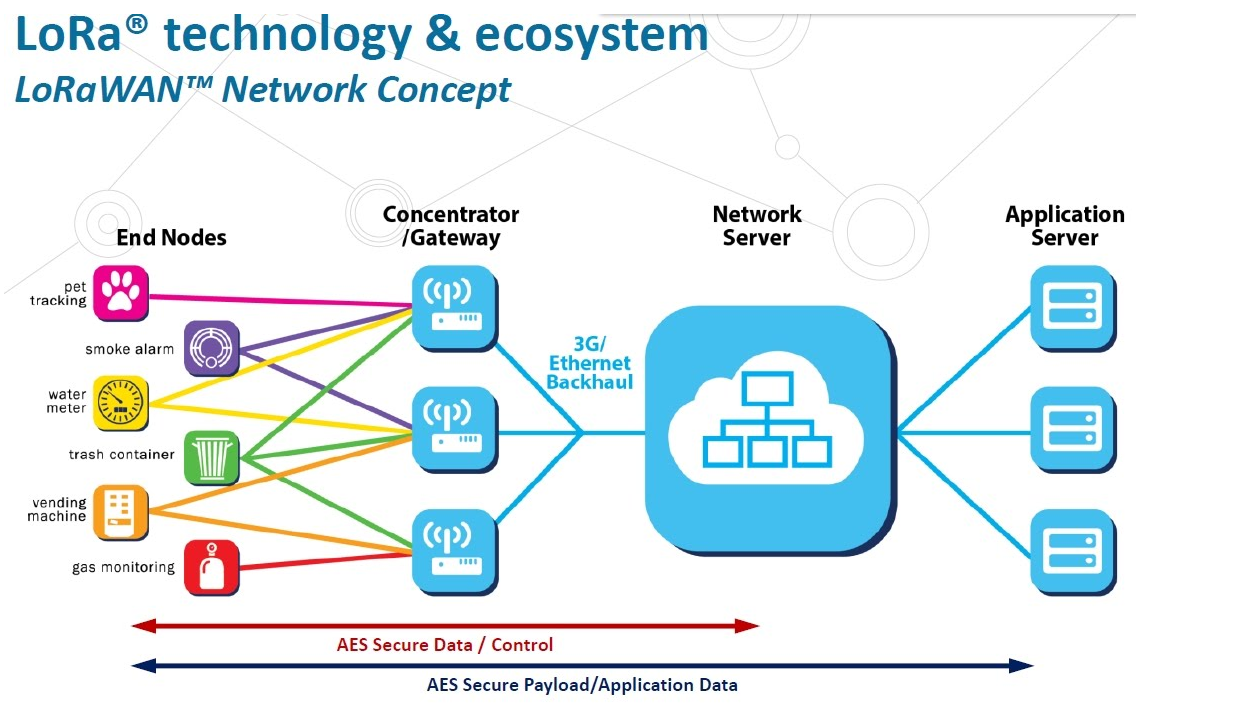 LoRa® technology & ecosystem
LoRaWAN™ Network Concept
End Nodes
Concentrator
/Gateway
Network
Server
Application
Server
pet
tracking
smoke alarm
water
meter
trash container
vending
machine
gas monitoring
3G/
Ethernet
Backhaul
AES Secure Data / Control
AES Secure Payload/Application Data